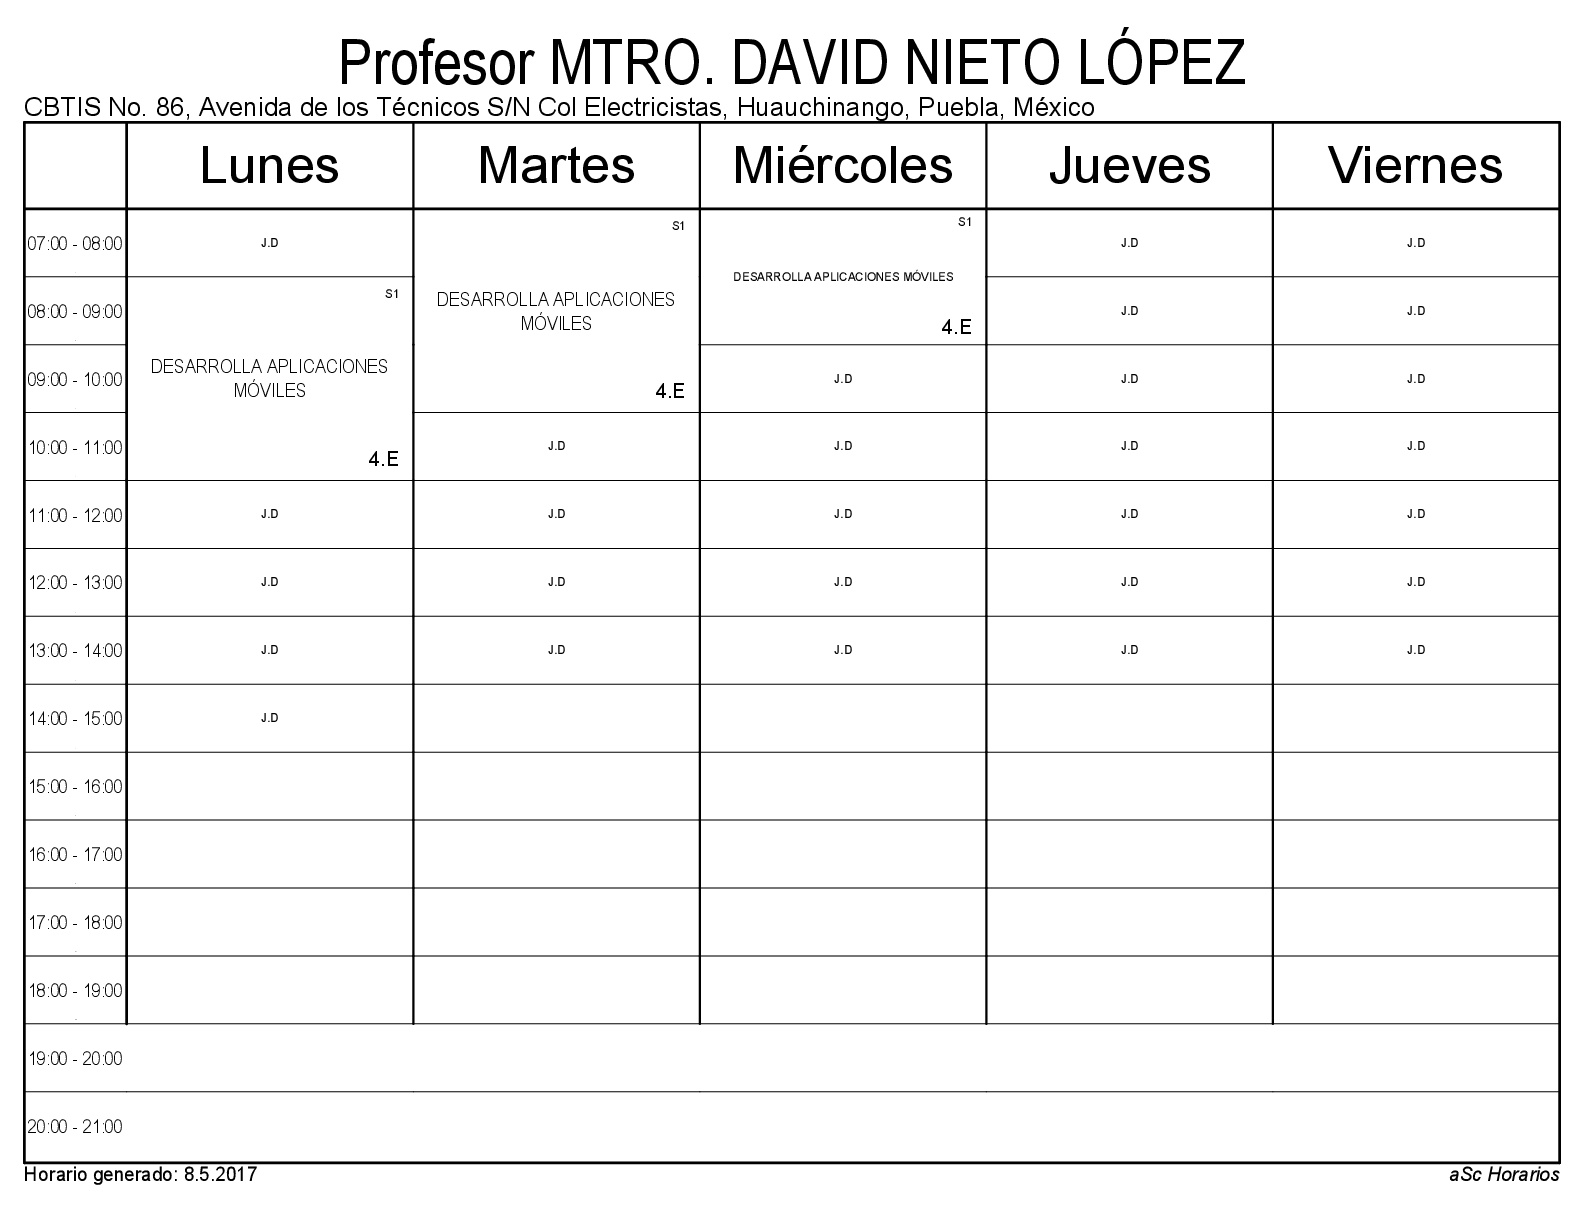 Profesor MTRO. DAVID NIETO LÓPEZ
CBTIS No. 86, Avenida de los Técnicos S/N Col Electricistas, Huauchinango, Puebla, México
Lunes Martes Miércoles Jueves Viernes
07:00 - 08:00 J.D S1 S1 J.D J.D
DESARROLLA APLICACIONES MÓVILES
08:00 - 09:00 S1 DESARROLLA APLICACIONES 4.E J.D J.D
MÓVILES
09:00 - 10:00 DESARROLLA APLICACIONES 4.E J.D J.D J.D
MÓVILES
10:00 - 11:00 4.E J.D J.D J.D J.D
11:00 - 12:00 J.D J.D J.D J.D J.D
12:00 - 13:00 J.D J.D J.D J.D J.D
13:00 - 14:00 J.D J.D J.D J.D J.D
14:00 - 15:00 J.D
15:00 - 16:00
16:00 - 17:00
17:00 - 18:00
18:00 - 19:00
19:00 - 20:00
20:00 - 21:00
Horario generado: 8.5.2017 aSc Horarios